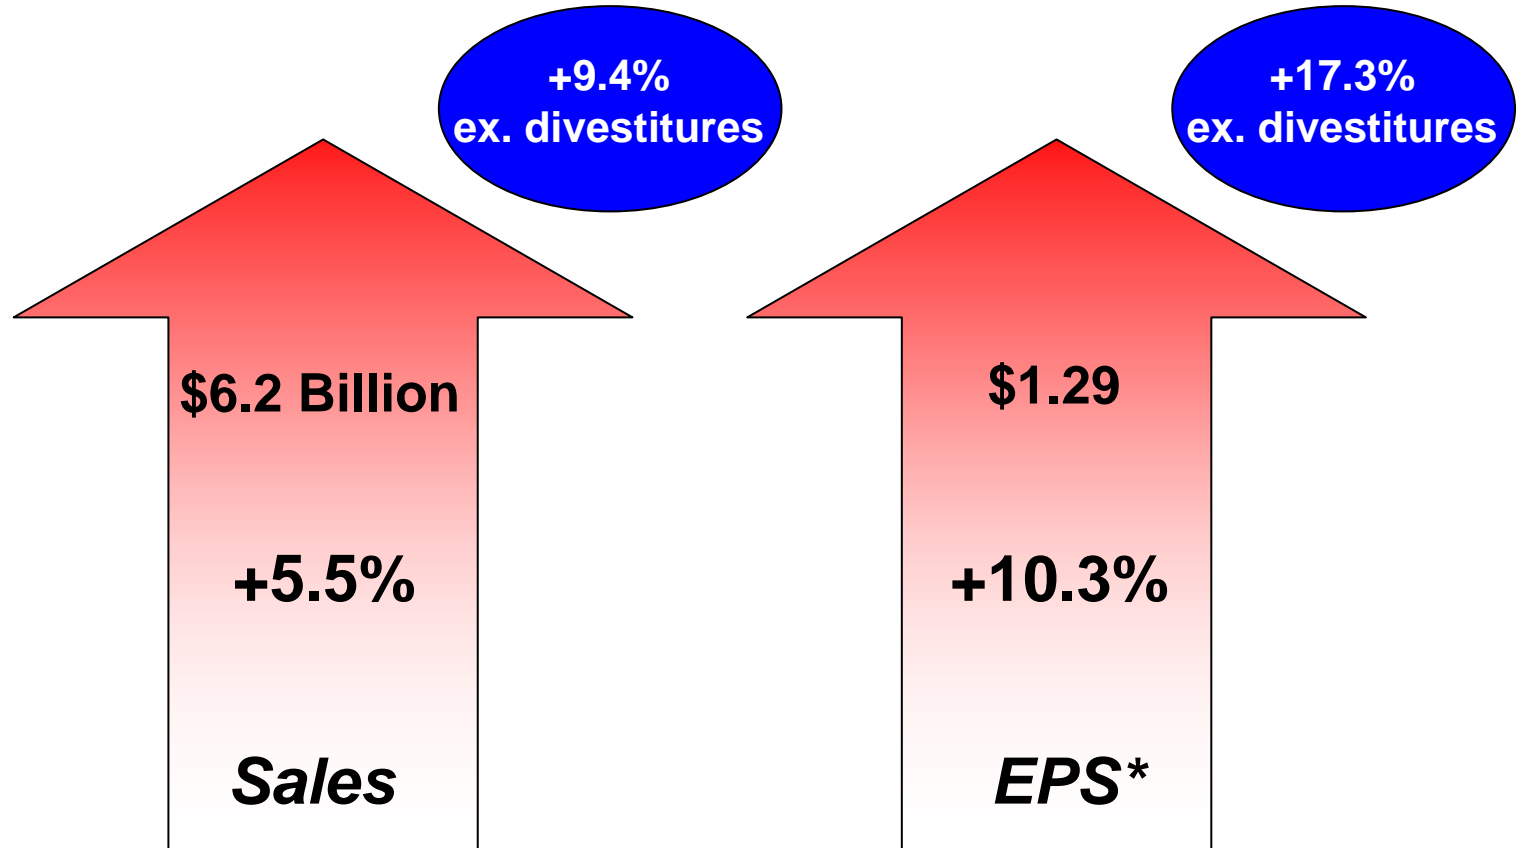 +9.4%
ex. divestitures
$6.2 Billion
+5.5%
Sales
+17.3%
ex. divestitures
$1.29
+10.3%
EPS*